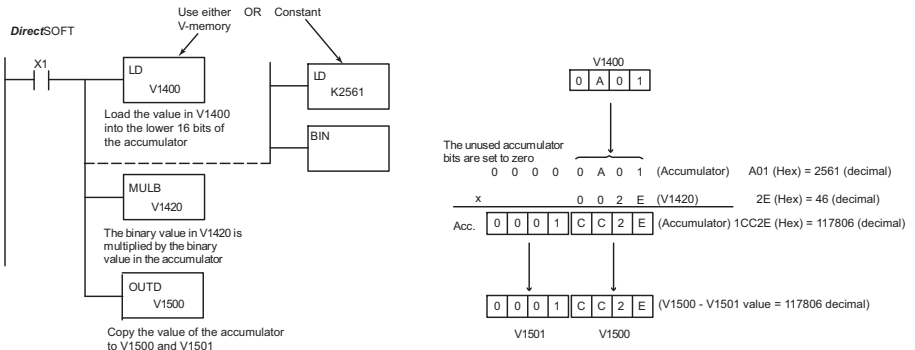 Use either OR Constant
V-memory
DirectSOFT
X1
LD
V1400
LD
K2561
Load the value in V1400
into the lower 16 bits of
the accumulator
BIN
MULB
V1420
The binary value in V1420 is
multiplied by the binary
value in the accumulator
OUTD
V1500
Copy the value of the accumulator
to V1500 and V1501
V1400
0 A 0 1
The unused accumulator
bits are set to zero
0 0 0 0 0 A 0 1 (Accumulator) A01 (Hex) = 2561 (decimal)
x 0 0 2 E (V1420) 2E (Hex) = 46 (decimal)
Acc. 0 0 0 1 C C 2 E (Accumulator) 1CC2E (Hex) = 117806 (decimal)
0 0 0 1 C C 2 E (V1500 - V1501 value = 117806 decimal)
V1501 V1500